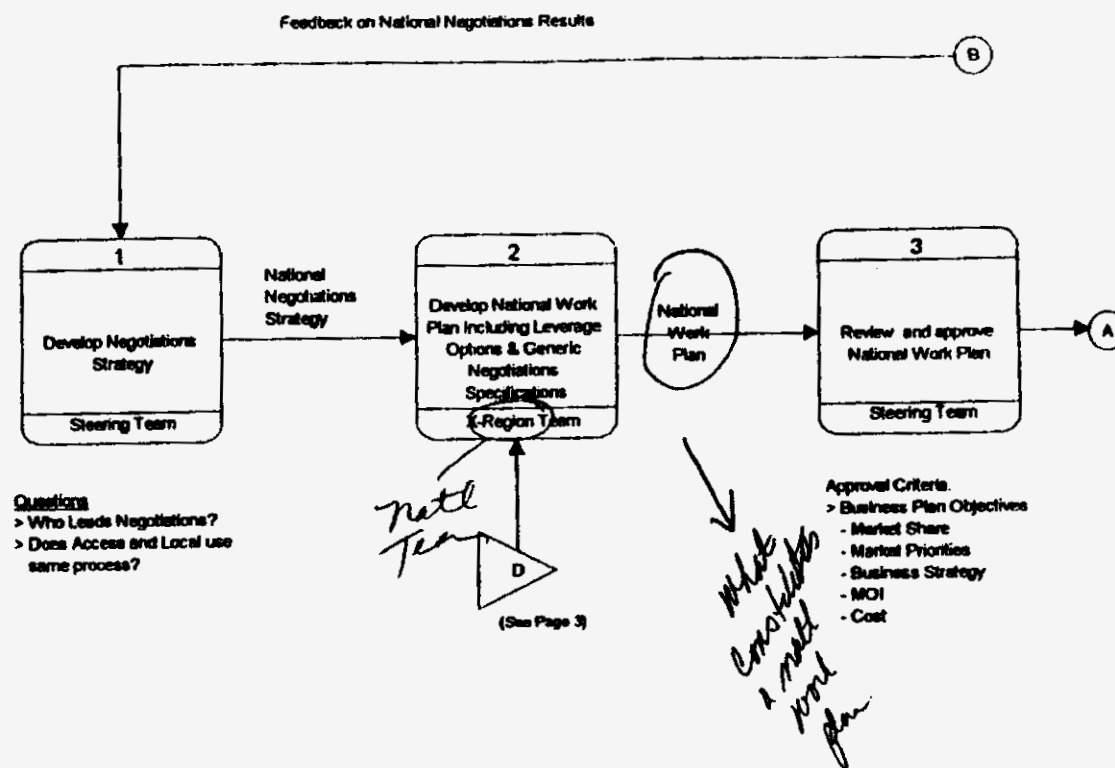 Feedback on National Negotiations Results
B
1
Develop Negotiations
Strategy
Steering Team
National
Negotiations
Strategy
2
Develop National Work
Plan Including Leverage
Options & Generic
Negotiations
Specifications
X-Region Team
National
Work
Plan
3
Review and approve
National Work Plan
Steering Team
A
Questions
> Who Leads Negotiations?
> Does Access and Local use
same process?
Natl
Team
D
(See Page 3)
What
constitutes
a natl
work
plan
Approval Criteria.
> Business Plan Objectives
- Market Share
- Market Priorities
- Business Strategy
- MOI
- Cost